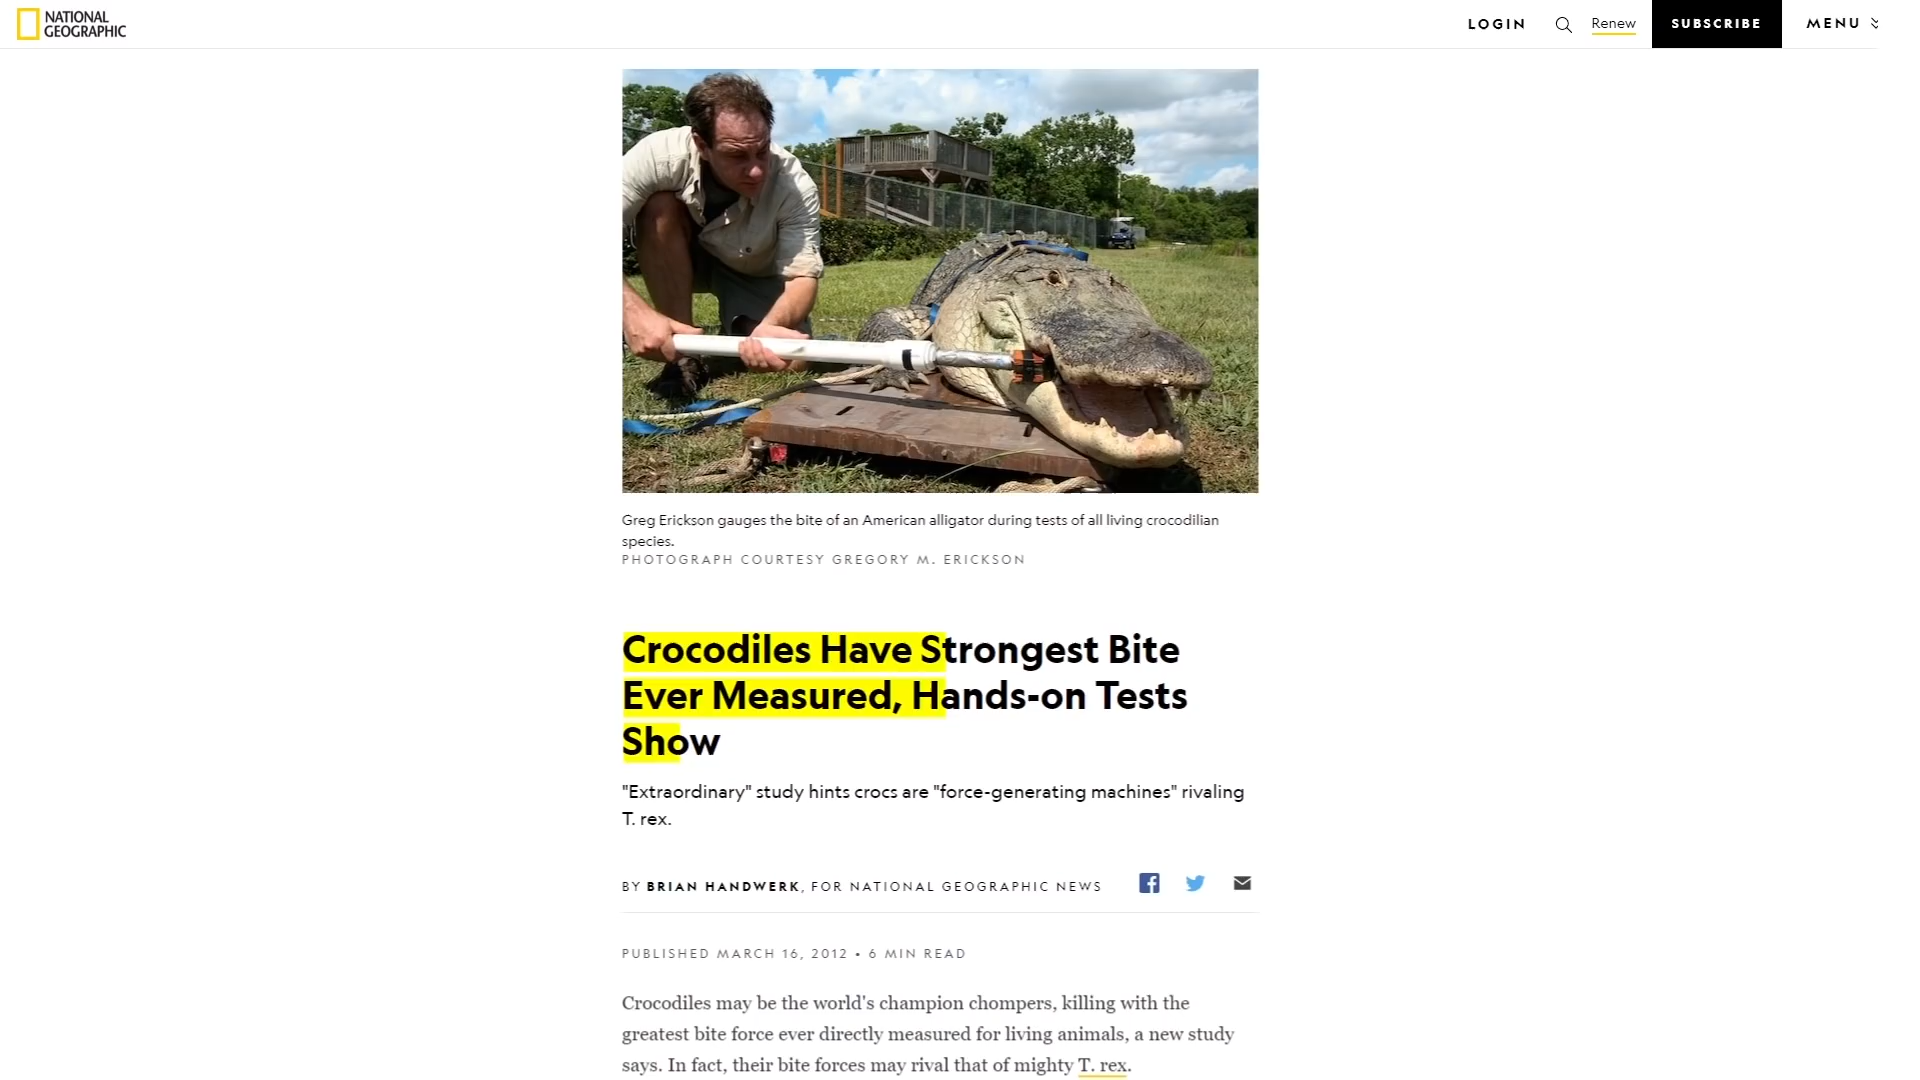 NATIONAL
GEOGRAPHIC
LOGIN
Renew
SUBSCRIBE
MENU
Greg Erickson gauges the bite of an American alligator during tests of all living crocodilian
species.
PHOTOGRAPH COURTESY GREGORY M. ERICKSON
Crocodiles Have Strongest Bite
Ever Measured, Hands-on Tests
Show
"Extraordinary" study hints crocs are "force-generating machines" rivaling
T. rex.
BY BRIAN HANDWERK, FOR NATIONAL GEOGRAPHIC NEWS
PUBLISHED MARCH 16, 2012 • 6 MIN READ
Crocodiles may be the world's champion chompers, killing with the
greatest bite force ever directly measured for living animals, a new study
says. In fact, their bite forces may rival that of mighty T. rex.